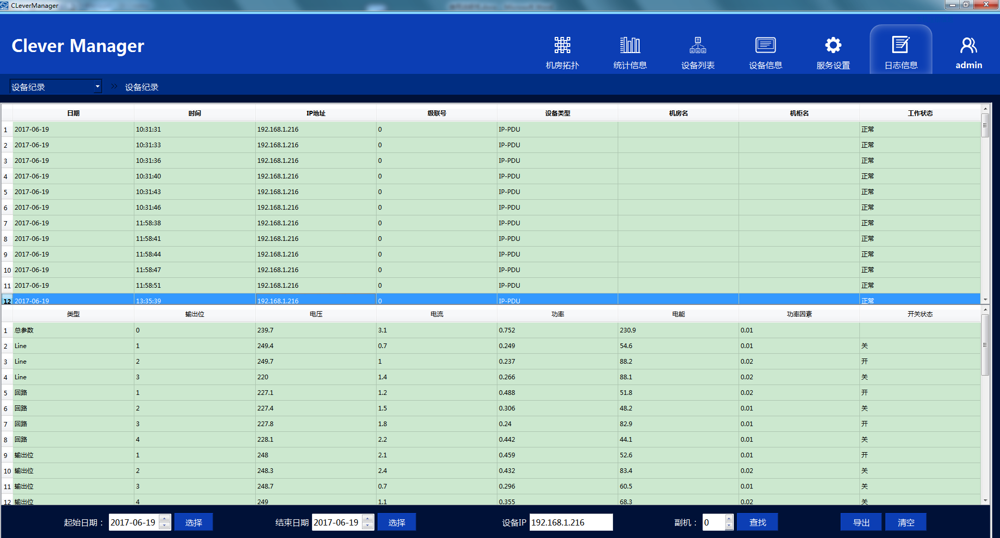 CLeverManager
Clever Manager
机房拓扑 统计信息 设备列表 设备信息 服务设置 日志信息 admin
设备纪录 >> 设备纪录
日期 时间 IP地址 级联号 设备类型 机房名 机柜名 工作状态
1 2017-06-19 10:31:31 192.168.1.216 0 IP-PDU 正常
2 2017-06-19 10:31:33 192.168.1.216 0 IP-PDU 正常
3 2017-06-19 10:31:36 192.168.1.216 0 IP-PDU 正常
4 2017-06-19 10:31:40 192.168.1.216 0 IP-PDU 正常
5 2017-06-19 10:31:43 192.168.1.216 0 IP-PDU 正常
6 2017-06-19 10:31:46 192.168.1.216 0 IP-PDU 正常
7 2017-06-19 11:58:38 192.168.1.216 0 IP-PDU 正常
8 2017-06-19 11:58:41 192.168.1.216 0 IP-PDU 正常
9 2017-06-19 11:58:44 192.168.1.216 0 IP-PDU 正常
10 2017-06-19 11:58:47 192.168.1.216 0 IP-PDU 正常
11 2017-06-19 11:58:51 192.168.1.216 0 IP-PDU 正常
12 2017-06-19 13:35:39 192.168.1.216 0 IP-PDU 正常
类型 输出位 电压 电流 功率 电能 功率因素 开关状态
1 总参数 0 239.7 3.1 0.752 230.9 0.01
2 Line 1 249.4 0.7 0.249 54.6 0.01 关
3 Line 2 249.7 1 0.237 88.2 0.02 开
4 Line 3 220 1.4 0.266 88.1 0.02 关
5 回路 1 227.1 1.2 0.488 51.8 0.02 开
6 回路 2 227.4 1.5 0.306 48.2 0.01 关
7 回路 3 227.8 1.8 0.24 82.9 0.01 开
8 回路 4 228.1 2.2 0.442 44.1 0.01 关
9 输出位 1 248 2.1 0.459 52.6 0.01 开
10 输出位 2 248.3 2.4 0.432 83.4 0.02 关
11 输出位 3 248.7 0.7 0.296 60.5 0.01 关
12 输出位 4 249 1.1 0.355 68.3 0.02 关
起始日期： 2017-06-19 选择 结束日期 2017-06-19 选择 设备IP 192.168.1.216 副机： 0 查找 导出 清空